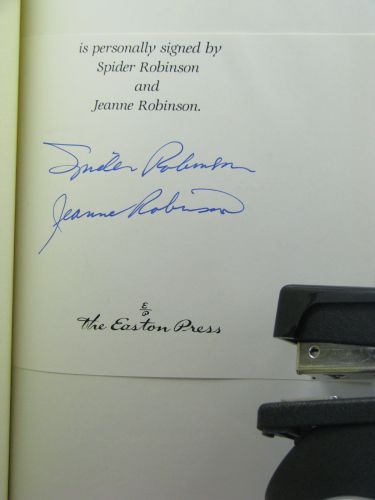 is personally signed by
Spider Robinson
and
Jeanne Robinson.
Spider Robinson
Jeanne Robinson
E
P
The Easton Press